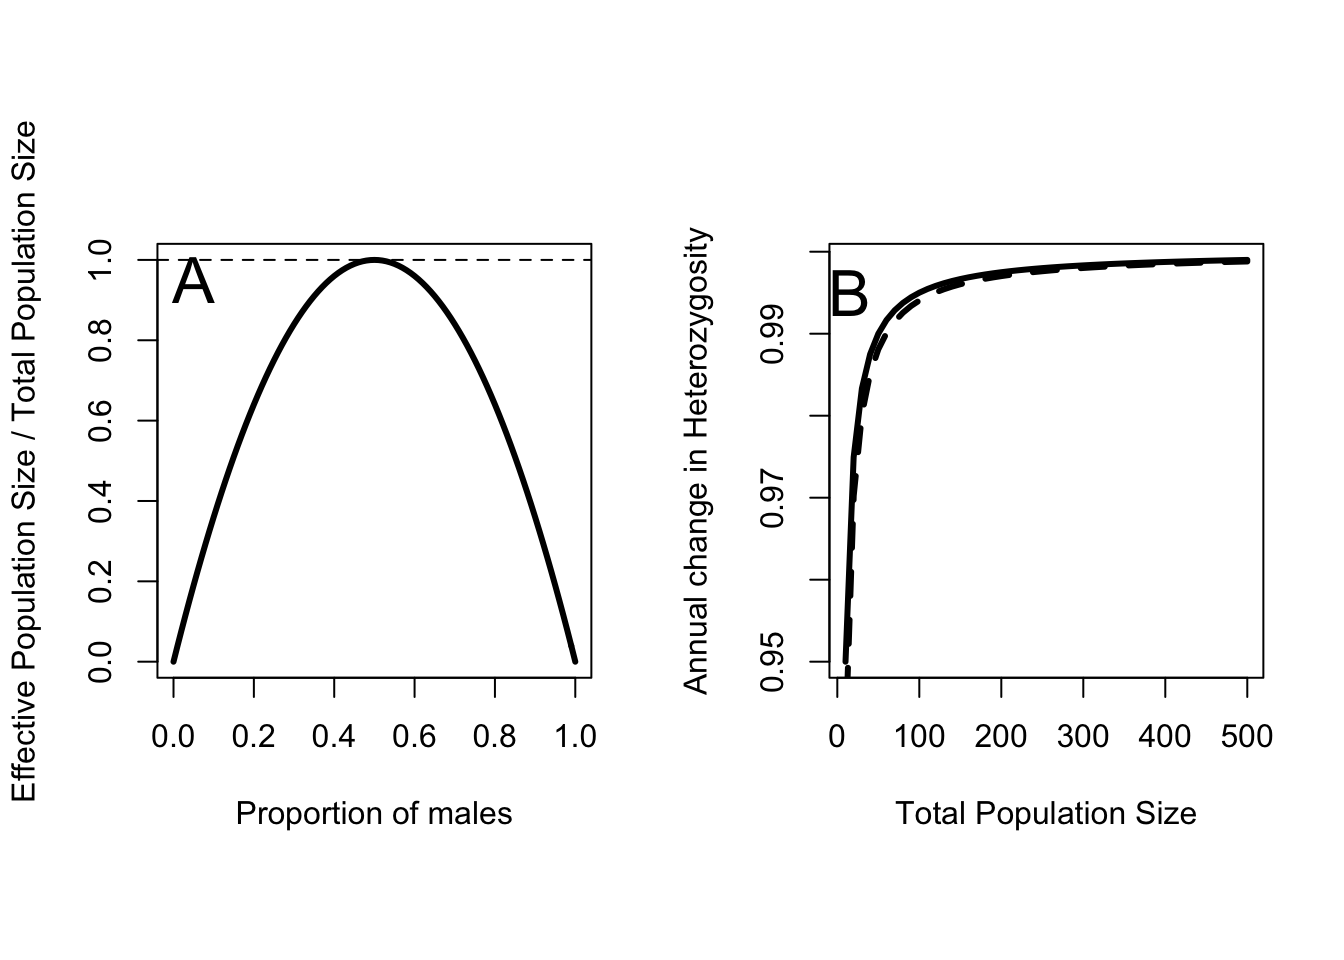 Effective Population Size / Total Population Size
1.0
0.8
0.6
0.4
0.2
0.0
A
0.0 0.2 0.4 0.6 0.8 1.0
Proportion of males
Annual change in Heterozygosity
0.99
0.97
0.95
B
0 100 200 300 400 500
Total Population Size